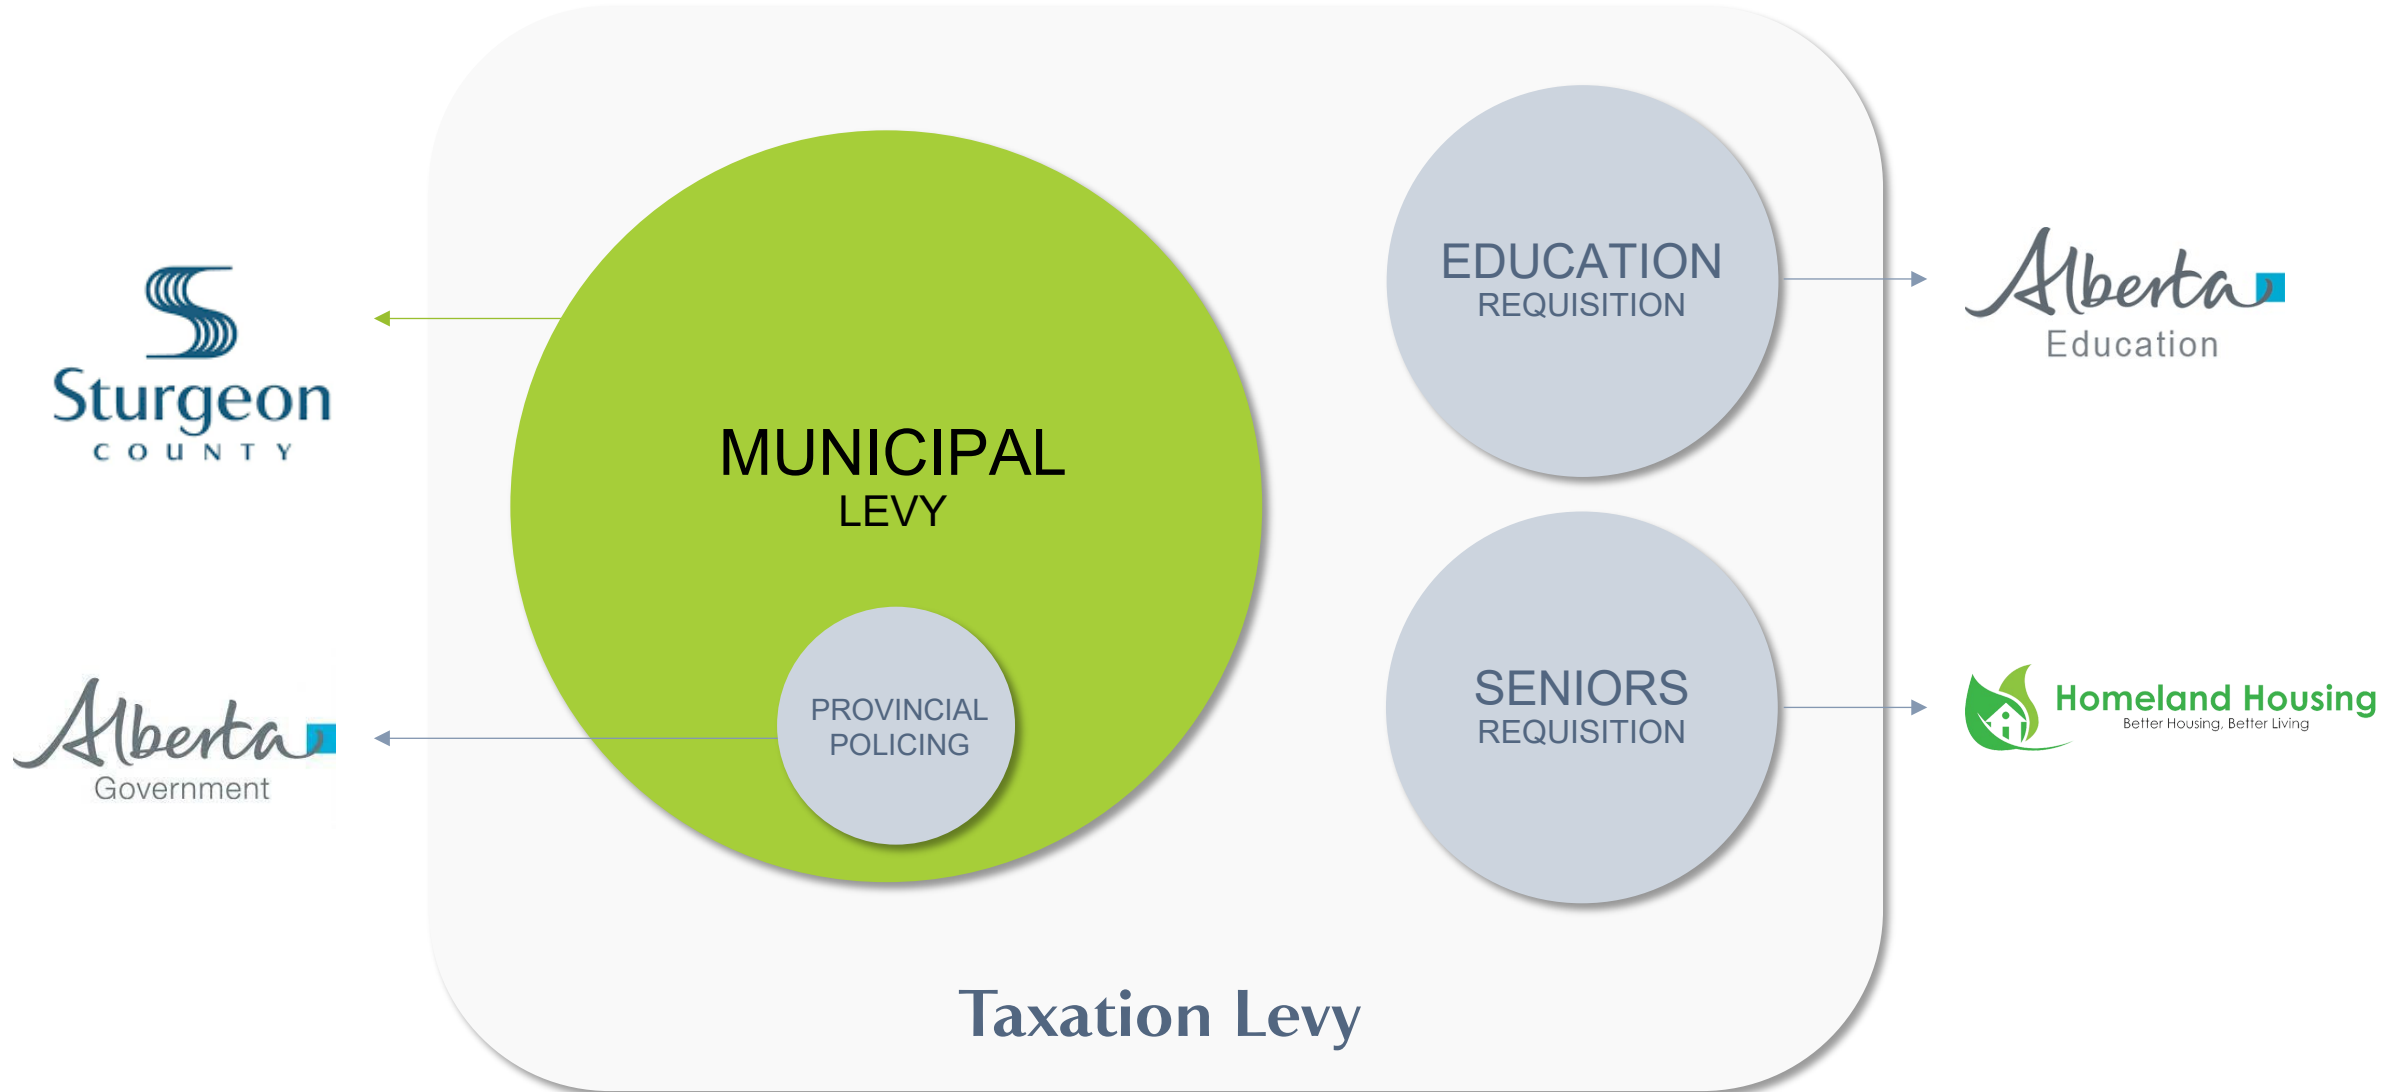 Sturgeon
COUNTY
Alberta
Government
MUNICIPAL
LEVY
PROVINCIAL
POLICING
EDUCATION
REQUISITION
SENIORS
REQUISITION
Taxation Levy
Alberta
Education
Homeland Housing
Better Housing, Better Living